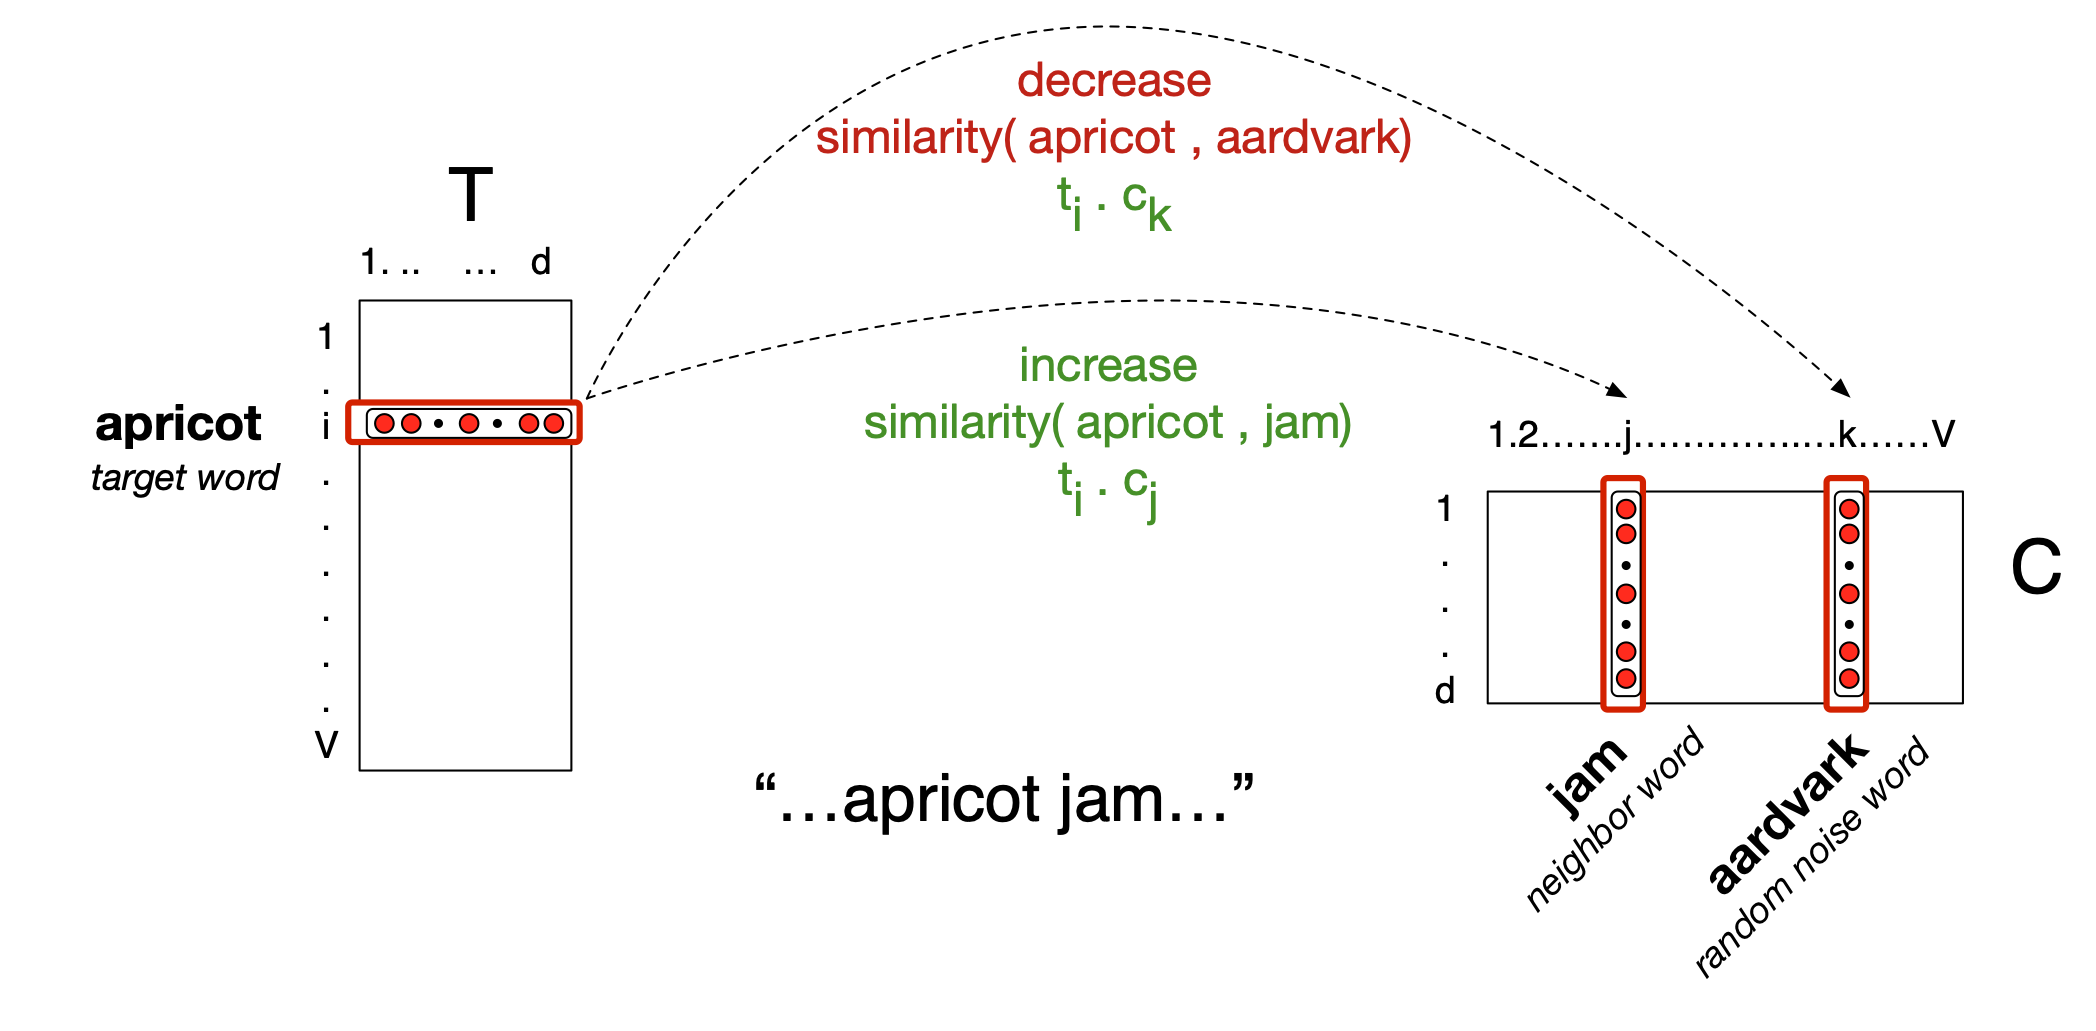 decrease
similarity( apricot , aardvark)
ti . ck
T
1. .. ... d
1
.
apricot i
target word
.
.
.
.
.
.
V
increase
similarity( apricot , jam)
ti . cj
1.2.......j...................k......V
1
.
.
.
d
C
jam
neighbor word
aardvark
random noise word
“...apricot jam...”